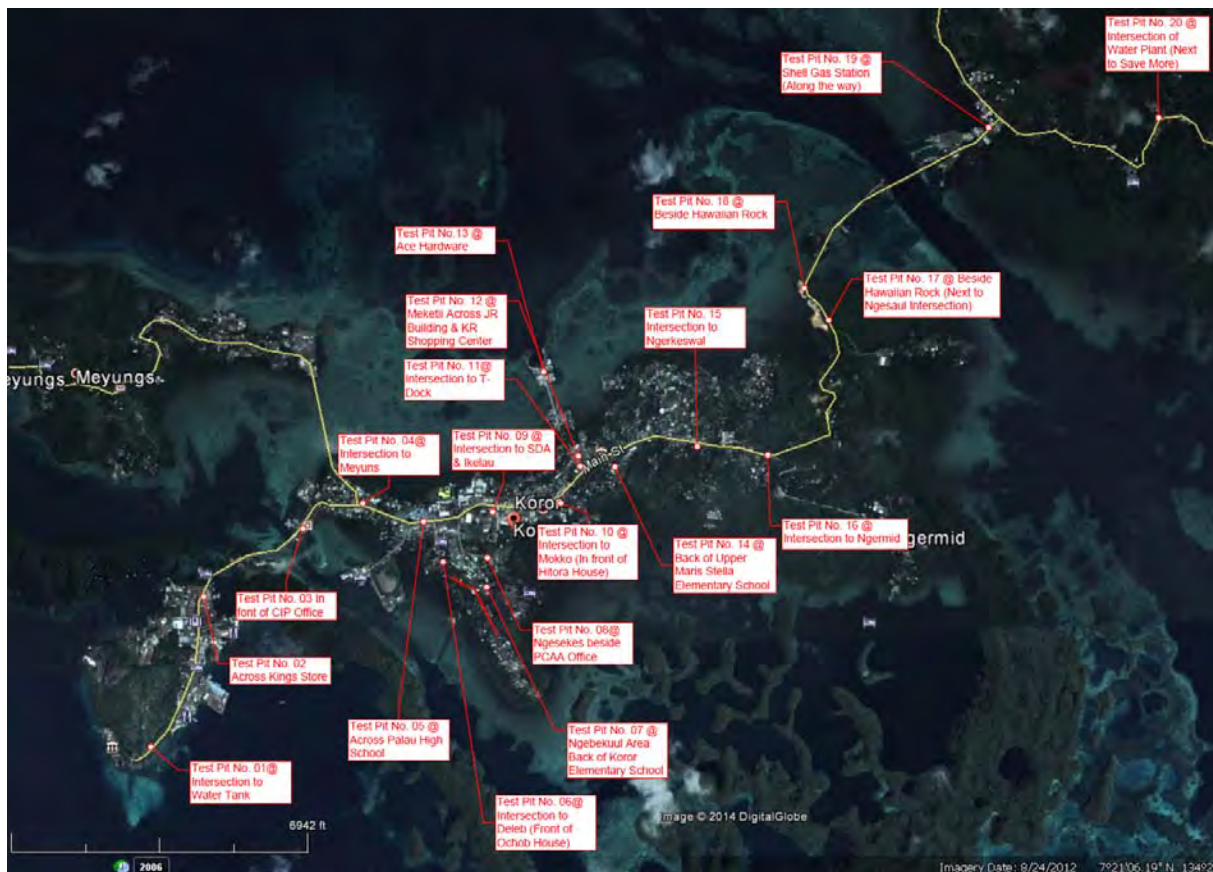 Test Pit No. 20 @
Intersection of
Water Plant (Next
to Save More)
Test Pit No. 19 @
Shell Gas Station
(Along the way)
Test Pit No. 18 @
Beside Hawaiian Rock
Test Pit No.13 @
Ace Hardware
Test Pit No. 17 @ Beside
Hawaiian Rock (Next to
Ngesaul Intersection)
Test Pit No. 12 @
Meketii Across JR
Building & KR
Shopping Center
Test Pit No. 15
Intersection to
Ngerkeswal
Test Pit No. 11@
Intersection to T-
Dock
eyungs Meyungs
Test Pit No. 04@
Intersection to
Meyuns
Test Pit No. 09 @
Intersection to SDA
& Ikelau
Main St
Koror
Ko
Test Pit No. 10 @
Intersection to
Mokko (In front of
Hitora House)
Test Pit No. 14 @
Back of Upper
Maris Stella
Elementary School
Test Pit No. 16 @
Intersection to Ngermid
germid
Test Pit No. 03 In
font of CIP Office
Test Pit No. 08@
Ngesekes beside
PCAA Office
Test Pit No. 02
Across Kings Store
Test Pit No. 05 @
Across Palau High
School
Test Pit No. 07 @
Ngebekuul Area
Back of Koror
Elementary School
Test Pit No. 01@
Intersection to
Water Tank
Test Pit No. 06@
Intersection to
Deleb (Front of
Ochob House)
6942 ft
Image © 2014 DigitalGlobe
2006
Imagery Date: 8/24/2012 7°21'06.19" N 134°2